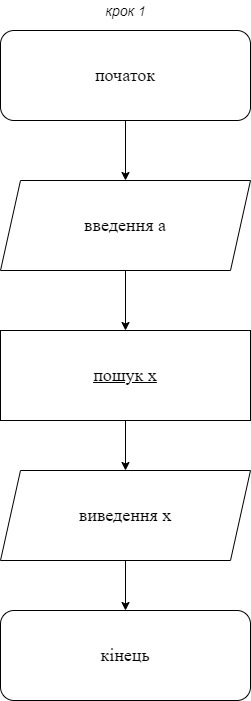 крок 1
початок
введення а
пошук х
виведення х
кінець